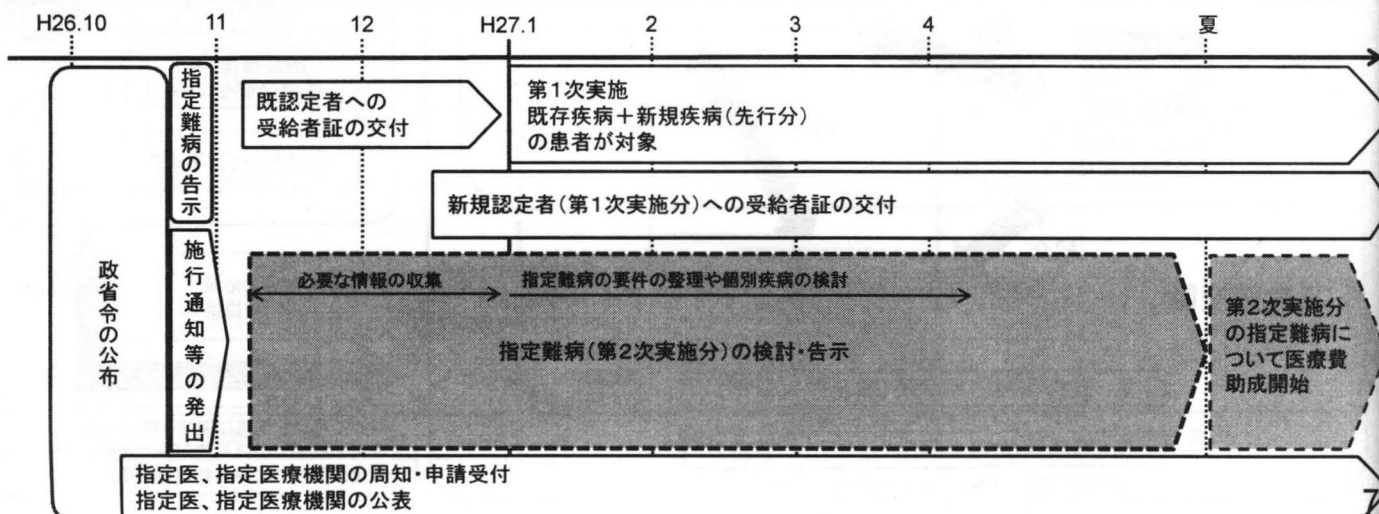 H26.10
11
12
H27.1
2
3
4
夏
政省令の公布
指定難病の告示
施行通知等の発出
既認定者への
受給者証の交付
第1次実施
既存疾病＋新規疾病（先行分）
の患者が対象
新規認定者（第1次実施分）への受給者証の交付
必要な情報の収集
指定難病の要件の整理や個別疾病の検討
指定難病（第2次実施分）の検討・告示
第2次実施分
の指定難病に
ついて医療費
助成開始
指定医、指定医療機関の周知・申請受付
指定医、指定医療機関の公表
7